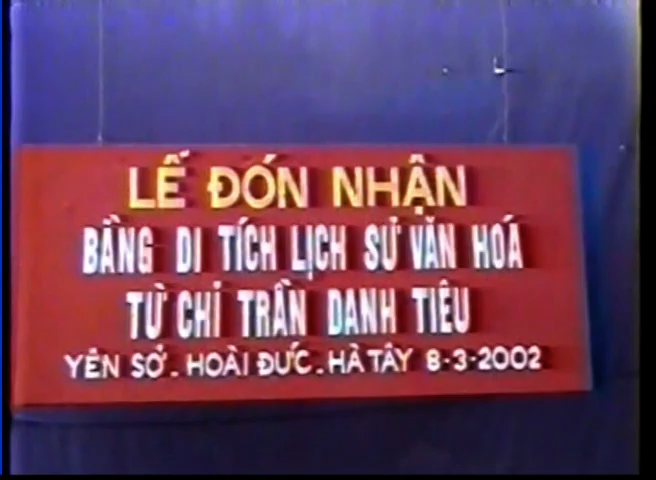 LỄ ĐÓN NHẬN
BẰNG DI TÍCH LỊCH SỬ VĂN HÓA
TỪ CHỈ TRẦN DANH TIÊU
YÊN SỞ. HOÀI ĐỨC. HÀ TÂY 8-3-2002